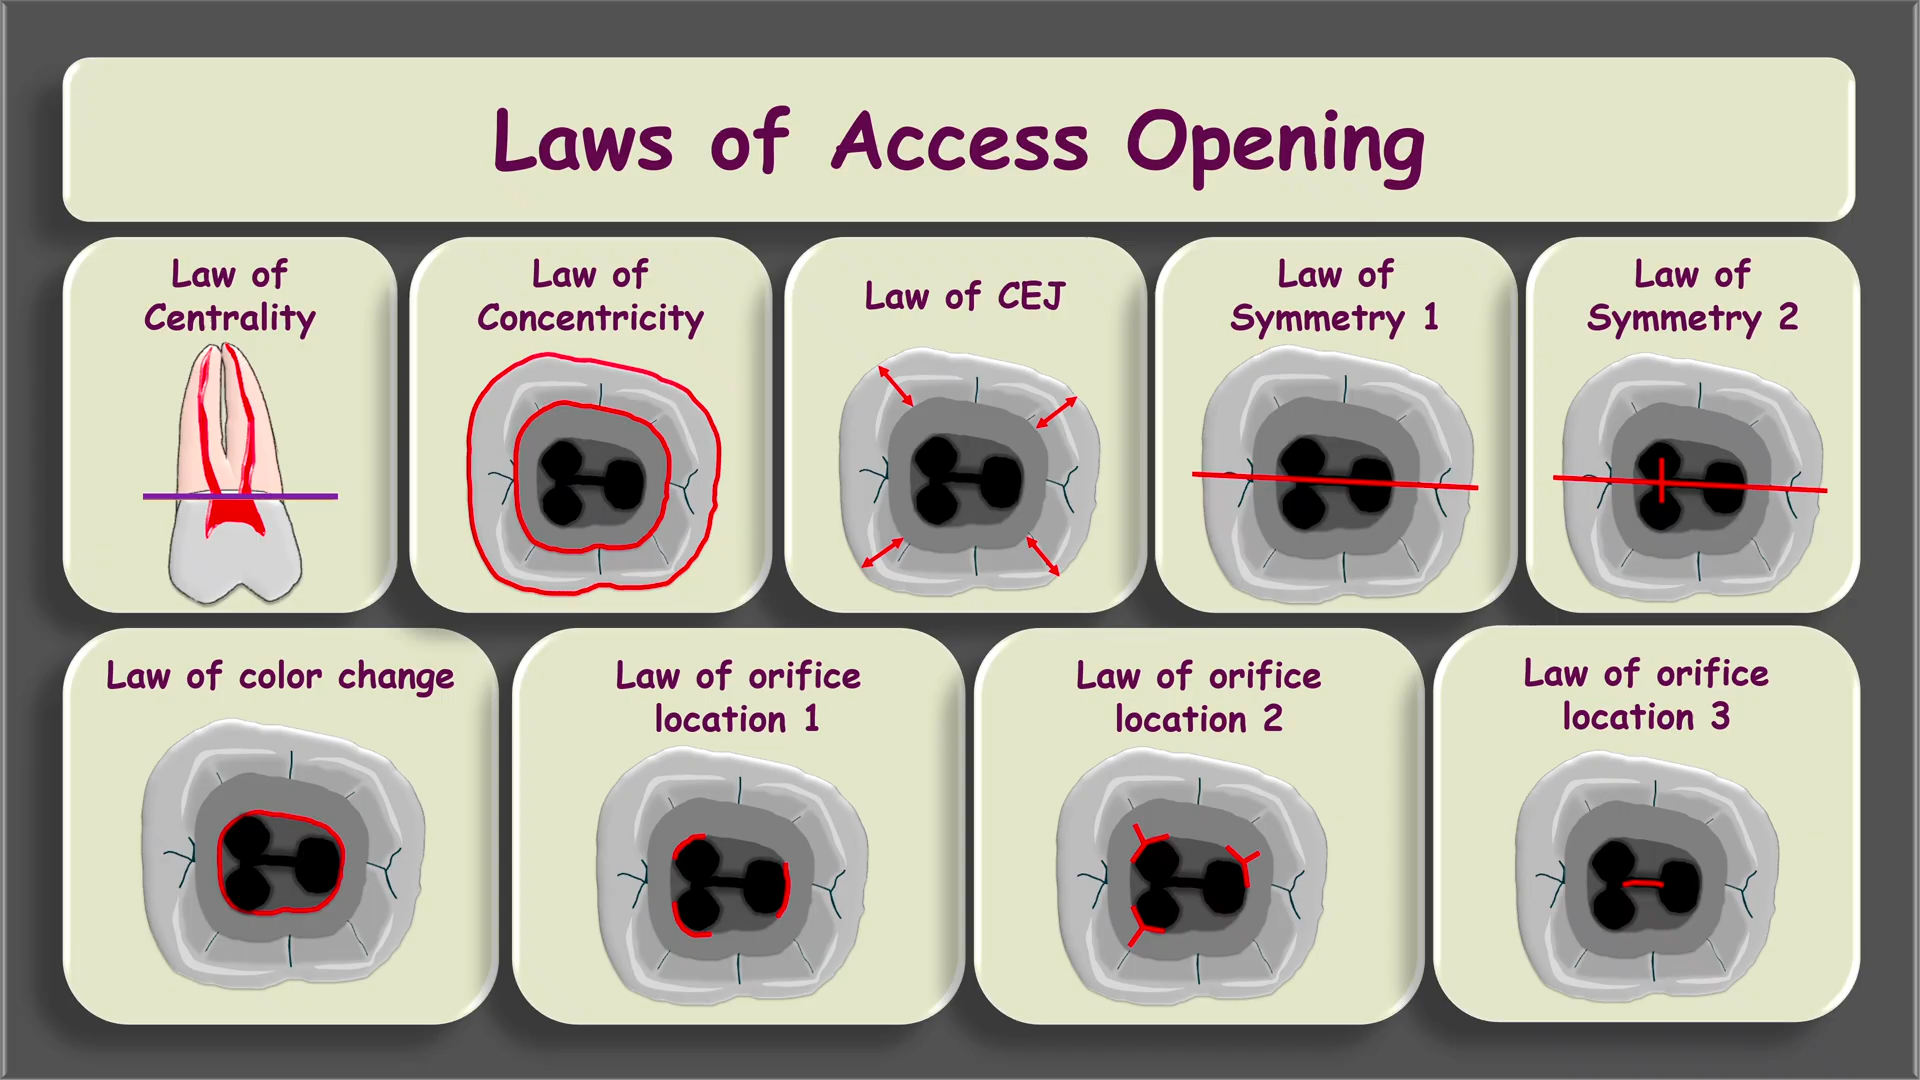 Laws of Access Opening
Law of
Centrality
Law of
Concentricity
Law of CEJ
Law of
Symmetry 1
Law of
Symmetry 2
Law of color change
Law of orifice
location 1
Law of orifice
location 2
Law of orifice
location 3